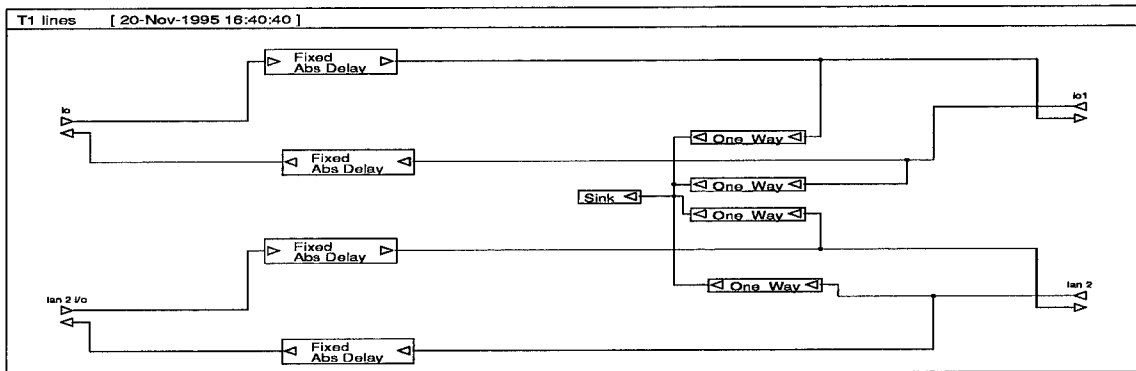 T1 lines [ 20-Nov-1995 16:40:40 ]
Fixed
Abs Delay
io
io1
One Way
Fixed
Abs Delay
One Way
Sink
One Way
Fixed
Abs Delay
One Way
lan 2 i/o
lan 2
Fixed
Abs Delay